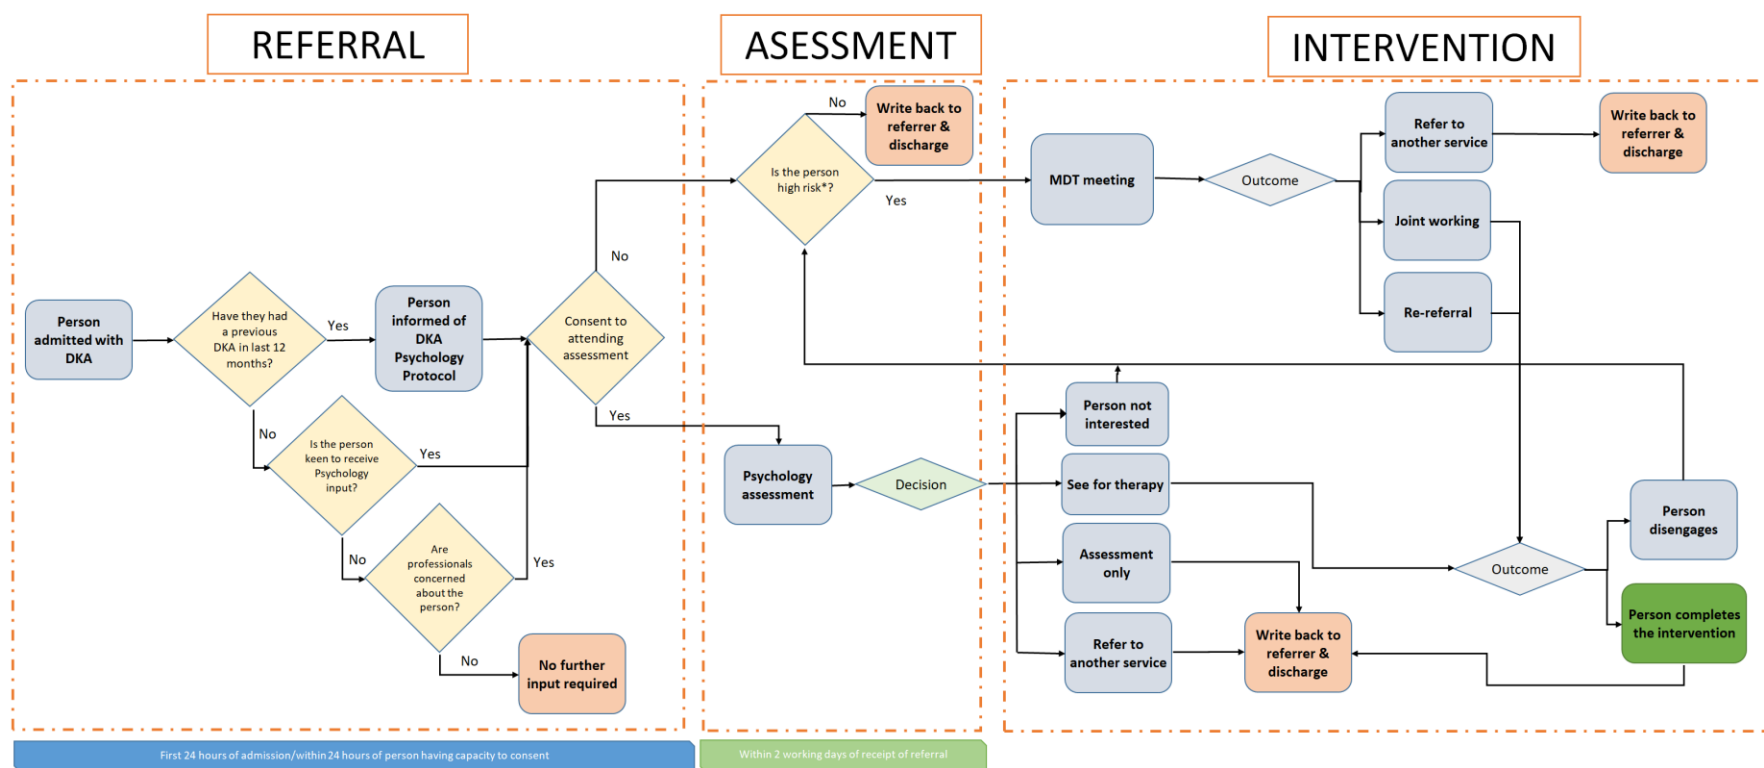 REFERRAL
ASESSMENT
INTERVENTION
Person
admitted with
DKA
Have they had
a previous
DKA in last 12
months?
Yes
No
Person
informed of
DKA
Psychology
Protocol
Is the person
keen to receive
Psychology
input?
Yes
No
Are
professionals
concerned
about the
person?
Yes
No
No further
input required
Consent to
attending
assessment
No
Yes
Is the person
high risk*?
No
Yes
Write back to
referrer &
discharge
Psychology
assessment
Decision
MDT meeting
Outcome
Refer to
another service
Write back to
referrer &
discharge
Joint working
Re-referral
Person not
interested
See for therapy
Assessment
only
Refer to
another service
Write back to
referrer &
discharge
Outcome
Person
disengages
Person completes
the intervention
First 24 hours of admission/within 24 hours of person having capacity to consent
Within 2 working days of receipt of referral